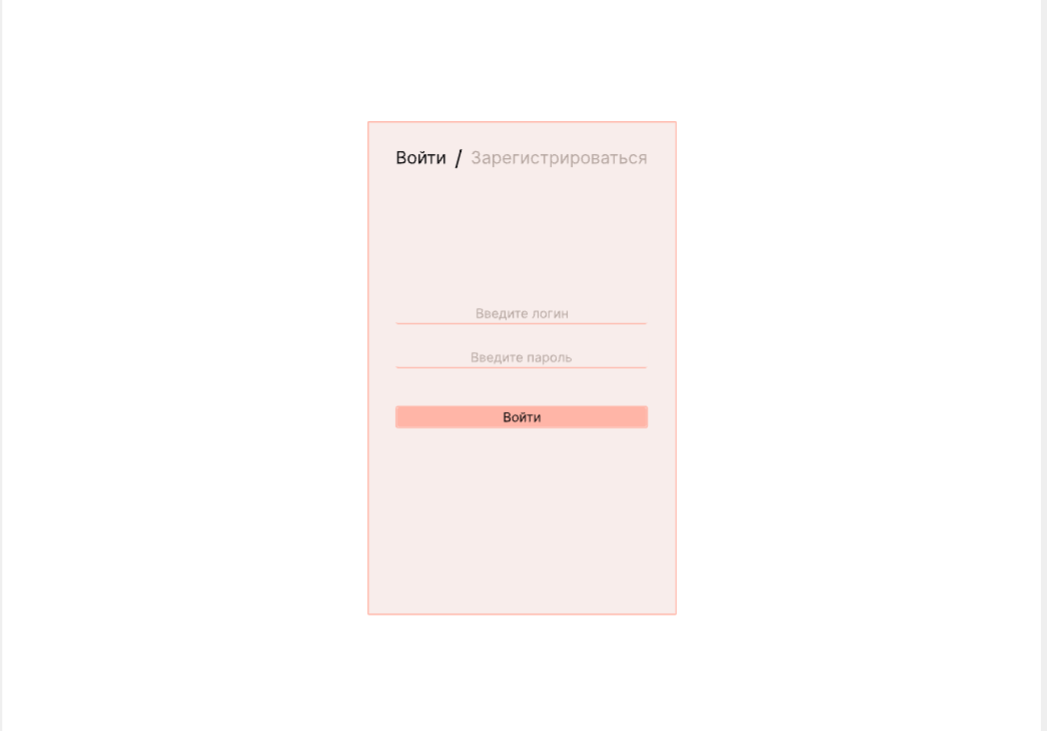 Войти / Зарегистрироваться
Введите логин
Введите пароль
Войти